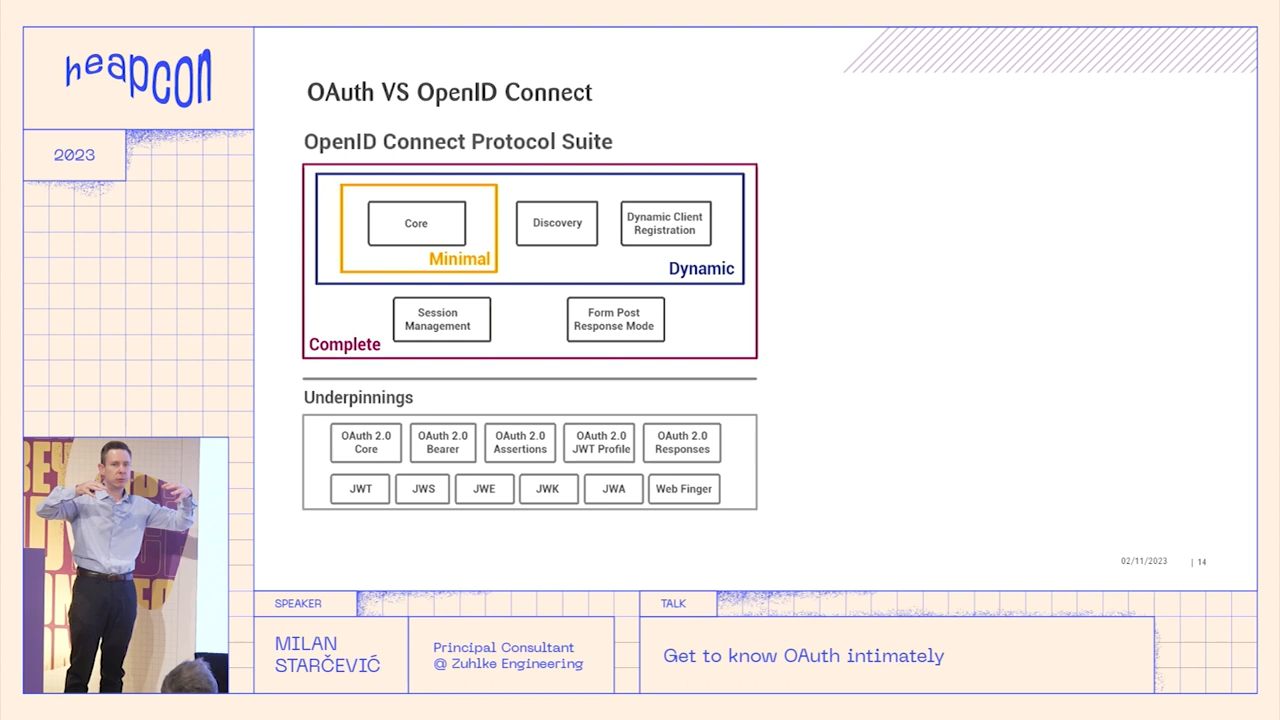 heapcon
2023
OAuth VS OpenID Connect
OpenID Connect Protocol Suite
Core
Minimal
Discovery
Dynamic Client
Registration
Dynamic
Session
Management
Form Post
Response Mode
Complete
Underpinnings
OAuth 2.0
Core
OAuth 2.0
Bearer
OAuth 2.0
Assertions
OAuth 2.0
JWT Profile
OAuth 2.0
Responses
JWT
JWS
JWE
JWK
JWA
Web Finger
02/11/2023
| 14
SPEAKER
MILAN
STARČEVIĆ
Principal Consultant
@ Zuhlke Engineering
TALK
Get to know OAuth intimately